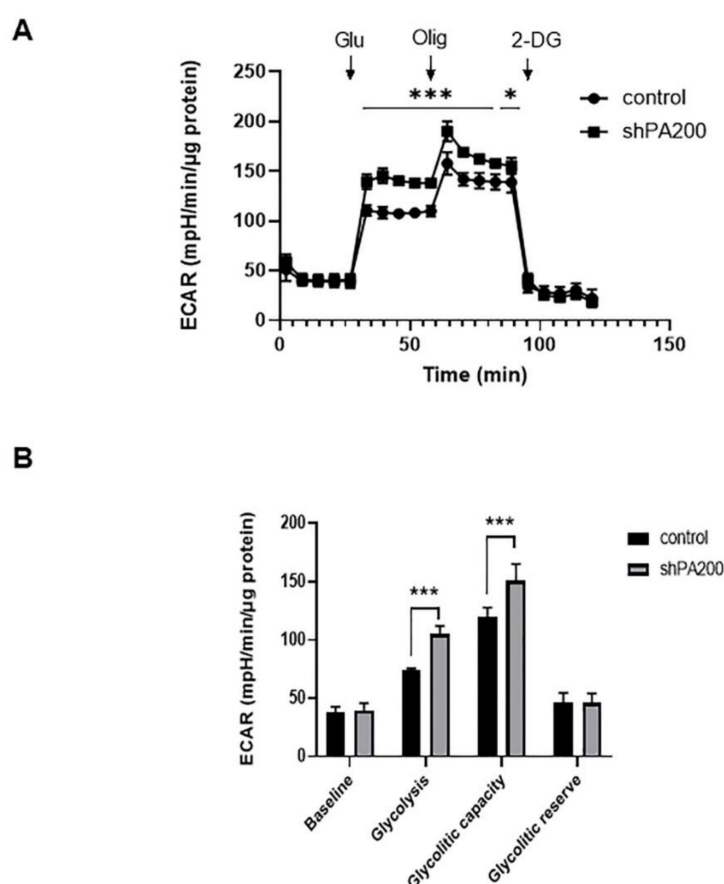 A
Glu Olig 2-DG
250
*** *
control
200
shPA200
150
100
50
0
0 50 100 150
ECAR (mpH/min/µg protein)
Time (min)
B
200
control
***
shPA200
150
***
100
50
0
ECAR (mpH/min/µg protein)
Baseline
Glycolysis
Glycolitic capacity
Glycolitic reserve